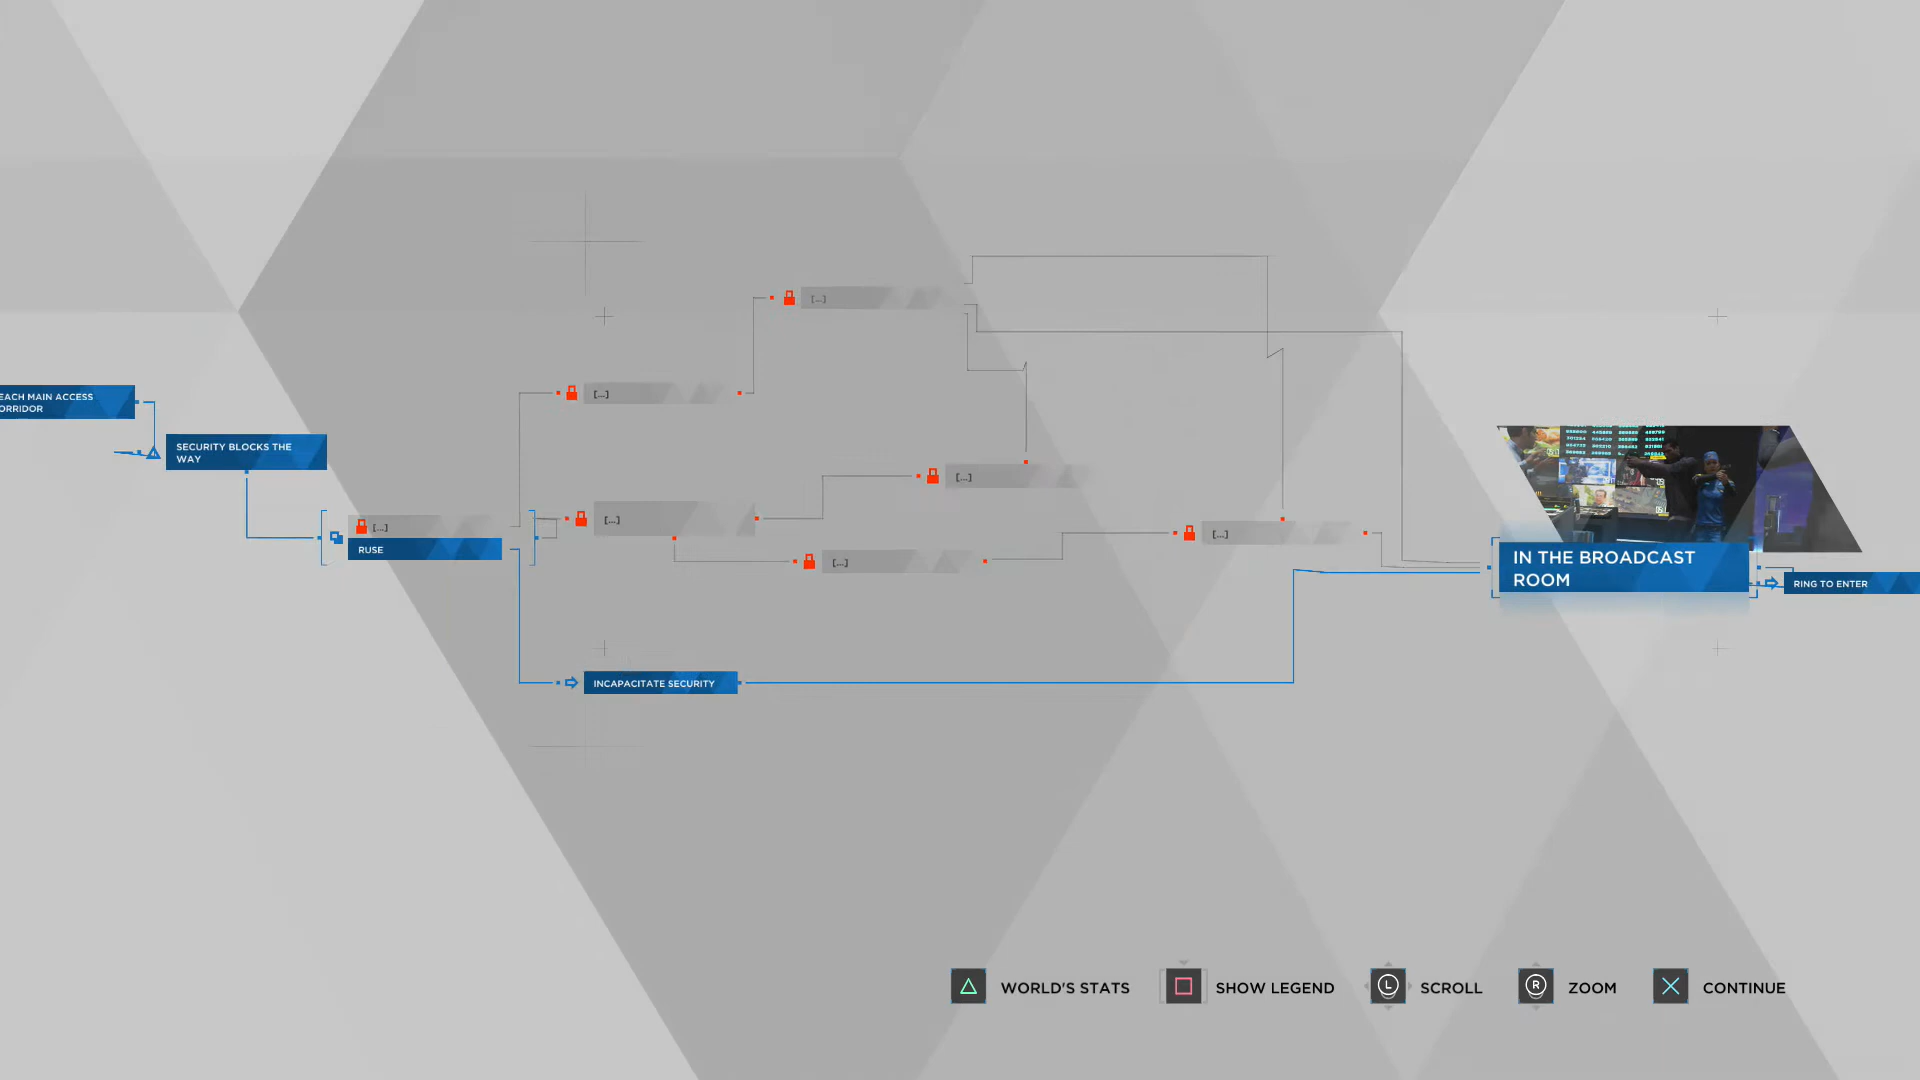 EACH MAIN ACCESS
ORRIDOR
SECURITY BLOCKS THE
WAY
[...]
RUSE
[...]
[...]
[...]
[...]
[...]
[...]
INCAPACITATE SECURITY
IN THE BROADCAST
ROOM
RING TO ENTER
WORLD'S STATS
SHOW LEGEND
L
SCROLL
R
ZOOM
CONTINUE